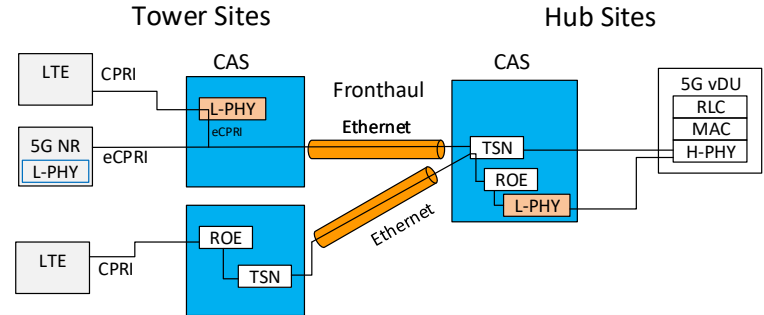 Tower Sites
Hub Sites
LTE
CPRI
CAS
L-PHY
eCPRI
5G NR
L-PHY
eCPRI
Fronthaul
Ethernet
CAS
TSN
ROE
L-PHY
5G vDU
RLC
MAC
H-PHY
LTE
CPRI
ROE
TSN
Ethernet